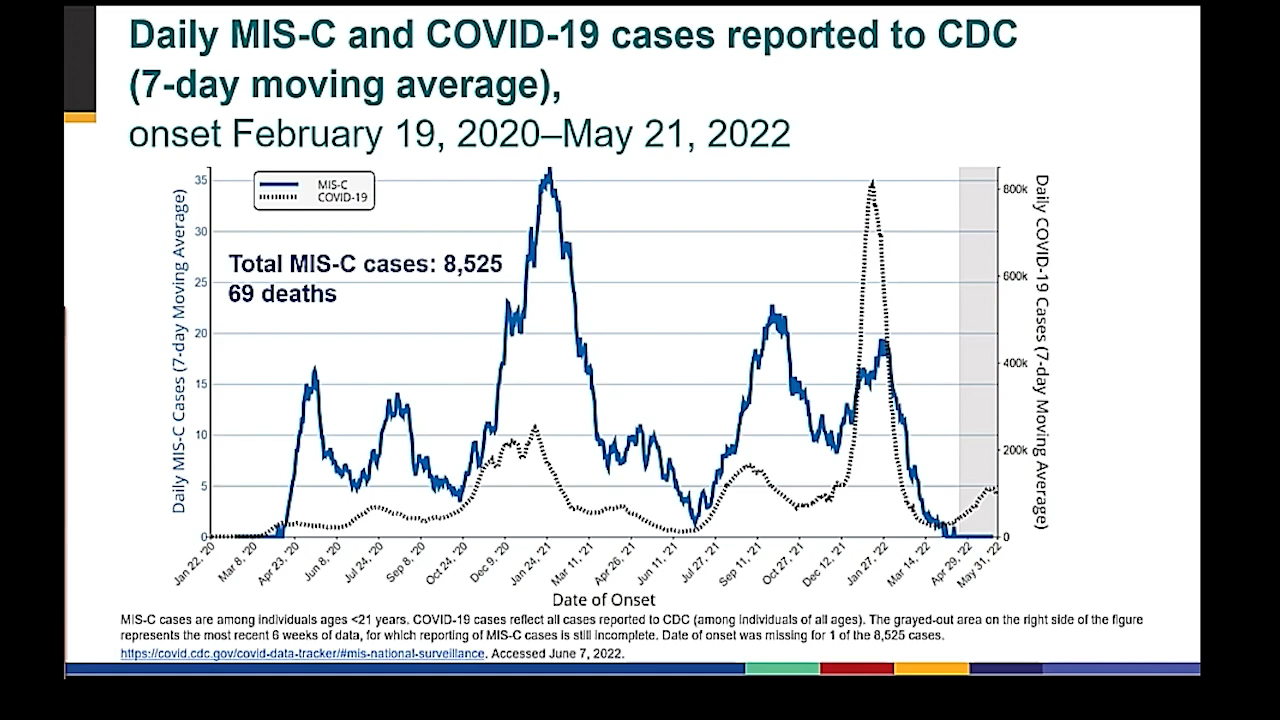 Daily MIS-C and COVID-19 cases reported to CDC
(7-day moving average),
onset February 19, 2020–May 21, 2022
MIS-C
COVID-19
Total MIS-C cases: 8,525
69 deaths
Daily MIS-C Cases (7-day Moving Average)
35
30
25
20
15
10
5
0
800k
600k
400k
200k
0
Daily COVID-19 Cases (7-day Moving Average)
Jan 22, '20
Mar 8, '20
Apr 23, '20
Jun 8, '20
Jul 24, '20
Sep 8, '20
Oct 24, '20
Dec 9, '20
Jan 24, '21
Mar 11, '21
Apr 26, '21
Jun 11, '21
Jul 27, '21
Sep 11, '21
Oct 27, '21
Dec 12, '21
Jan 27, '22
Mar 14, '22
Apr 29, '22
May 31, '22
Date of Onset
MIS-C cases are among individuals ages <21 years. COVID-19 cases reflect all cases reported to CDC (among individuals of all ages). The grayed-out area on the right side of the figure
represents the most recent 6 weeks of data, for which reporting of MIS-C cases is still incomplete. Date of onset was missing for 1 of the 8,525 cases.
https://covid.cdc.gov/covid-data-tracker/#mis-national-surveillance. Accessed June 7, 2022.